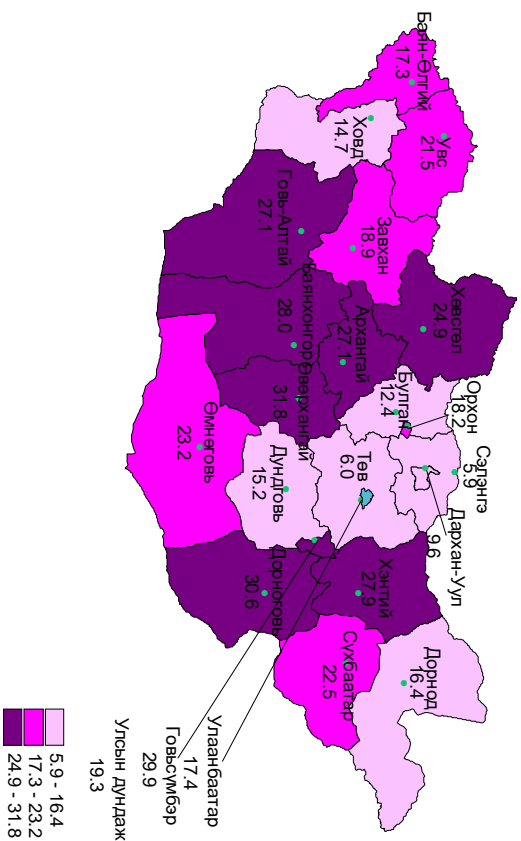 Баян-Өлгий
17.3
Увс
21.5
Ховд
14.7
Говь-Алтай
27.1
Завхан
18.9
Хөвсгөл
24.9
Баянхонгор
28.0
Архангай
27.1
Өвөрхангай
31.8
Булган
12.4
Орхон
18.2
Сэлэнгэ
5.9
Дархан-Уул
9.6
Төв
6.0
Дундговь
15.2
Өмнөговь
23.2
Дорноговь
30.6
Хэнтий
27.9
Сүхбаатар
22.5
Дорнод
16.4
Улаанбаатар
17.4
Говьсүмбэр
29.9
Улсын дундаж
19.3
5.9 - 16.4
17.3 - 23.2
24.9 - 31.8